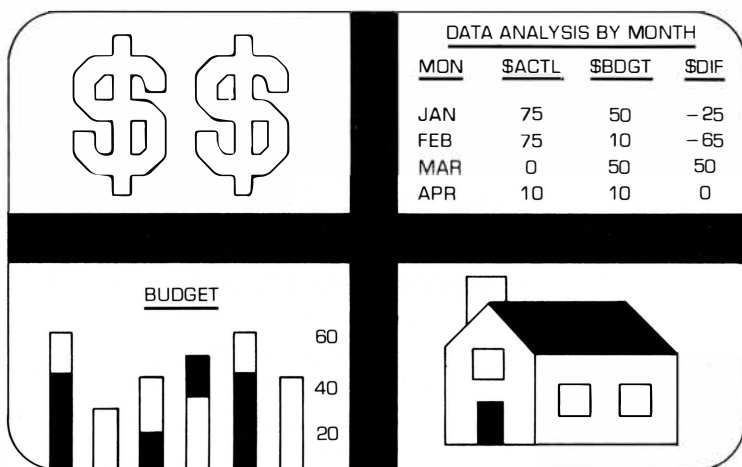 $ $
DATA ANALYSIS BY MONTH
MON $ACTL $BDGT $DIF
JAN 75 50 -25
FEB 75 10 -65
MAR 0 50 50
APR 10 10 0
BUDGET
60
40
20